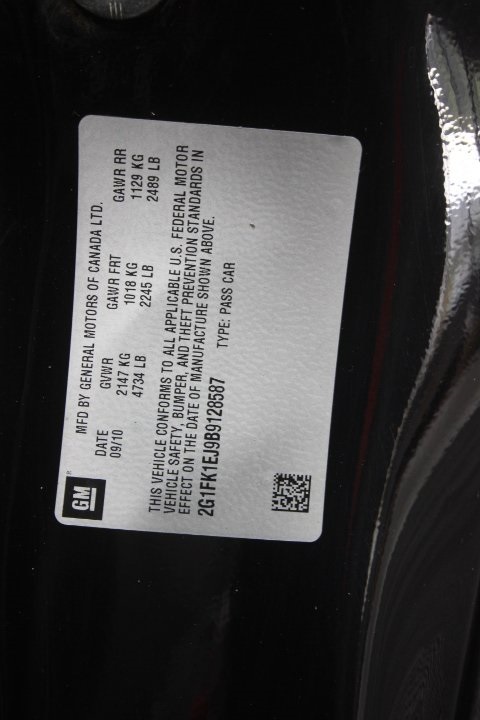 GM®
MFD BY GENERAL MOTORS OF CANADA LTD.
DATE GVWR GAWR FRT GAWR RR
09/10 2147 KG 1018 KG 1129 KG
4734 LB 2245 LB 2489 LB
THIS VEHICLE CONFORMS TO ALL APPLICABLE U.S. FEDERAL MOTOR
VEHICLE SAFETY, BUMPER, AND THEFT PREVENTION STANDARDS IN
EFFECT ON THE DATE OF MANUFACTURE SHOWN ABOVE.
2G1FK1EJ9B9128587 TYPE: PASS CAR